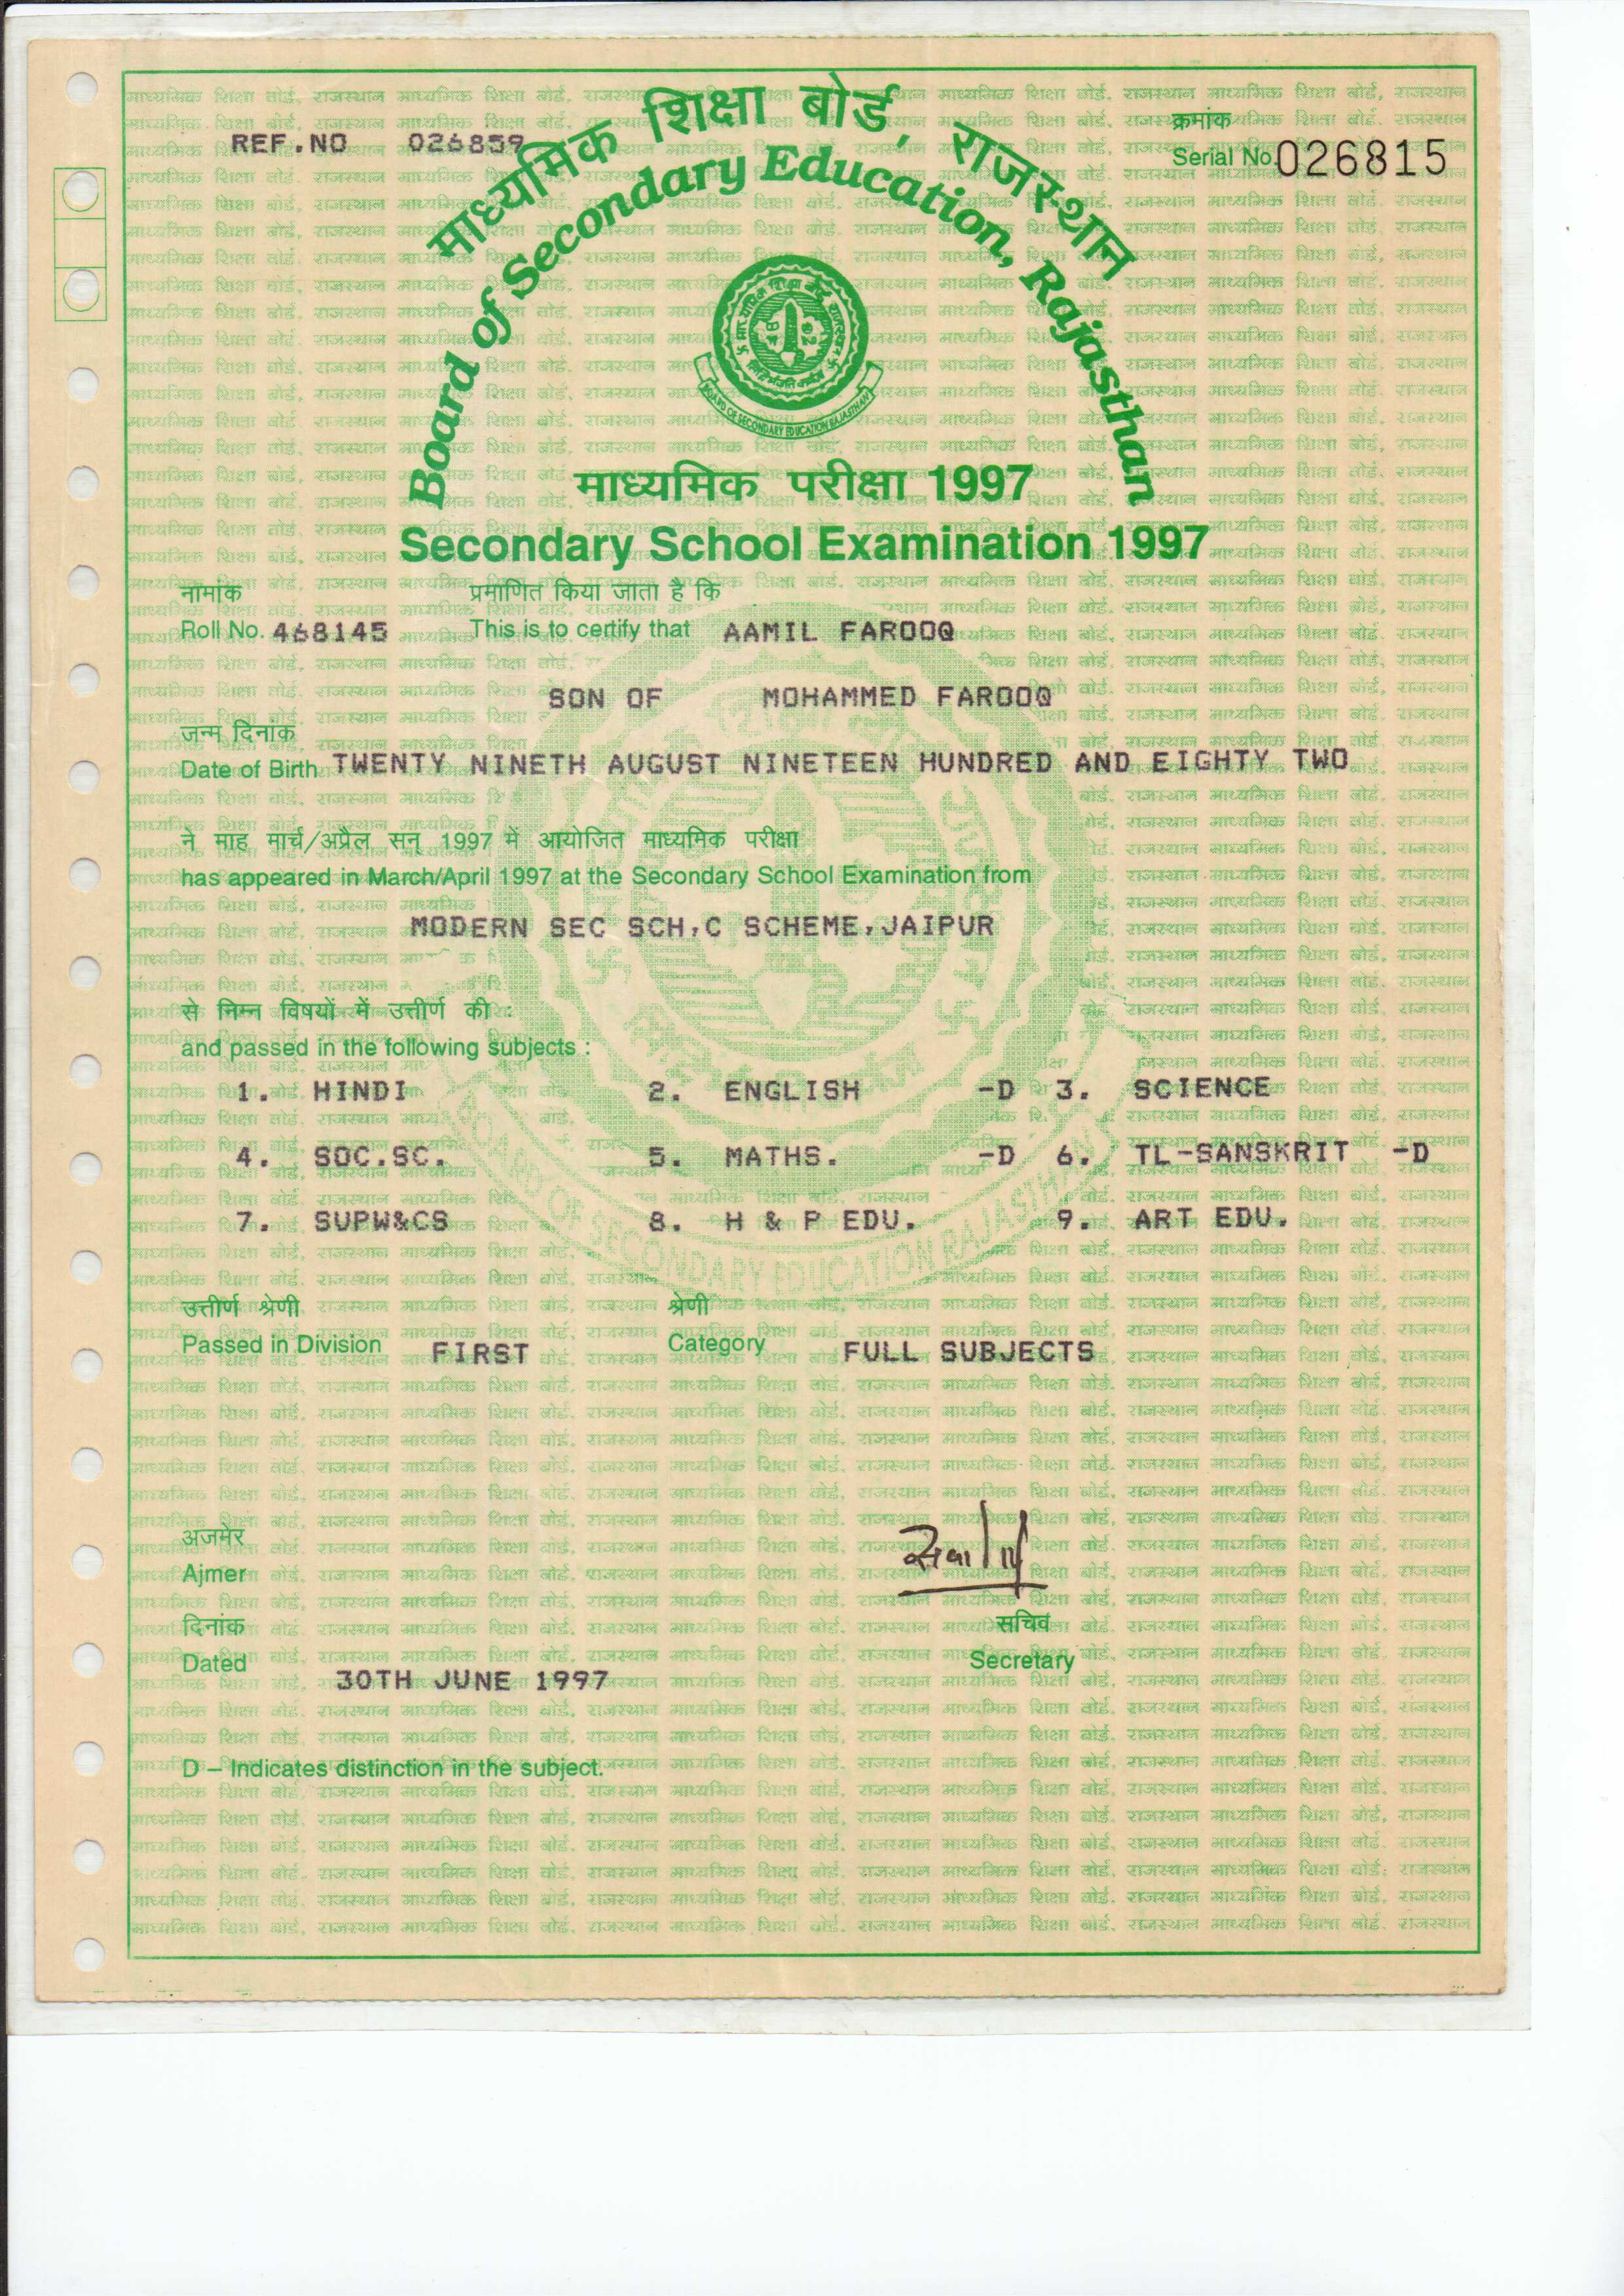 माध्यमिक शिक्षा बोर्ड, राजस्थान
Board of Secondary Education, Rajasthan
REF.NO 026859
क्रमांक
Serial No. 026815
BOARD OF SECONDARY EDUCATION RAJASTHAN
माध्यमिक परीक्षा 1997
Secondary School Examination 1997
नामांक प्रमाणित किया जाता है कि
Roll No. 468145 This is to certify that AAMIL FAROOQ
SON OF MOHAMMED FAROOQ
जन्म दिनांक
Date of Birth TWENTY NINETH AUGUST NINETEEN HUNDRED AND EIGHTY TWO
ने माह मार्च/अप्रैल सन् 1997 में आयोजित माध्यमिक परीक्षा
has appeared in March/April 1997 at the Secondary School Examination from
MODERN SEC SCH,C SCHEME,JAIPUR
से निम्न विषयों में उत्तीर्ण की :
and passed in the following subjects :
1. HINDI 2. ENGLISH -D 3. SCIENCE
4. SOC.SC. 5. MATHS. -D 6. TL-SANSKRIT -D
7. SUPW&CS 8. H & P EDU. 9. ART EDU.
उत्तीर्ण श्रेणी श्रेणी
Passed in Division FIRST Category FULL SUBJECTS
अजमेर
Ajmer
दिनांक सचिव
Dated 30TH JUNE 1997 Secretary
D – Indicates distinction in the subject.